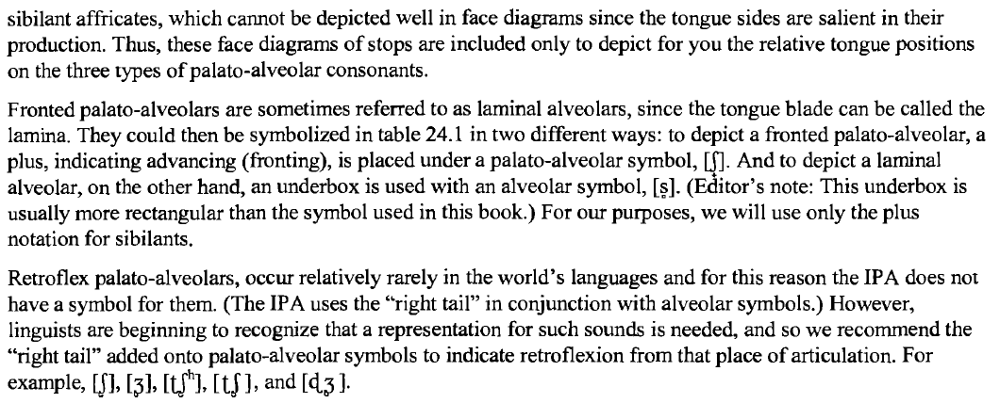 sibilant affricates, which cannot be depicted well in face diagrams since the tongue sides are salient in their
production. Thus, these face diagrams of stops are included only to depict for you the relative tongue positions
on the three types of palato-alveolar consonants.
Fronted palato-alveolars are sometimes referred to as laminal alveolars, since the tongue blade can be called the
lamina. They could then be symbolized in table 24.1 in two different ways: to depict a fronted palato-alveolar, a
plus, indicating advancing (fronting), is placed under a palato-alveolar symbol, [ʃ̟]. And to depict a laminal
alveolar, on the other hand, an underbox is used with an alveolar symbol, [s̻]. (Editor’s note: This underbox is
usually more rectangular than the symbol used in this book.) For our purposes, we will use only the plus
notation for sibilants.
Retroflex palato-alveolars, occur relatively rarely in the world’s languages and for this reason the IPA does not
have a symbol for them. (The IPA uses the “right tail” in conjunction with alveolar symbols.) However,
linguists are beginning to recognize that a representation for such sounds is needed, and so we recommend the
“right tail” added onto palato-alveolar symbols to indicate retroflexion from that place of articulation. For
example, [ʃ̢], [ʒ̢], [tʃ̢ʰ], [tʃ̢ ], and [dʒ̢ ].